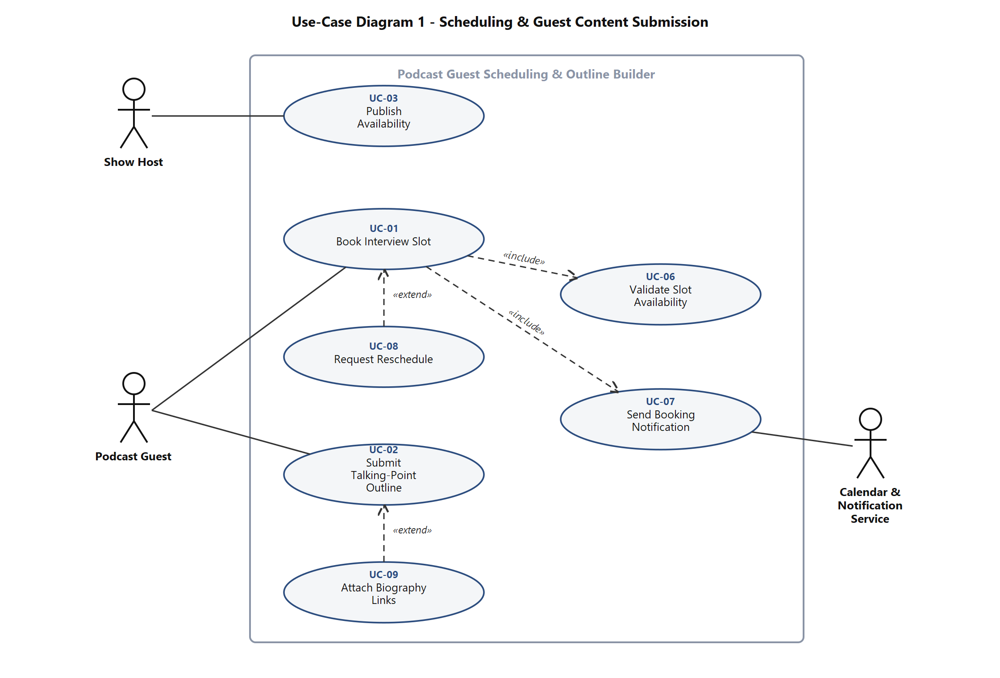 Use-Case Diagram 1 - Scheduling & Guest Content Submission
Podcast Guest Scheduling & Outline Builder
UC-03
Publish
Availability
Show Host
UC-01
Book Interview Slot
«include»
UC-06
Validate Slot
Availability
«extend»
«include»
UC-08
Request Reschedule
UC-07
Send Booking
Notification
Podcast Guest
UC-02
Submit
Talking-Point
Outline
Calendar &
Notification
Service
«extend»
UC-09
Attach Biography
Links